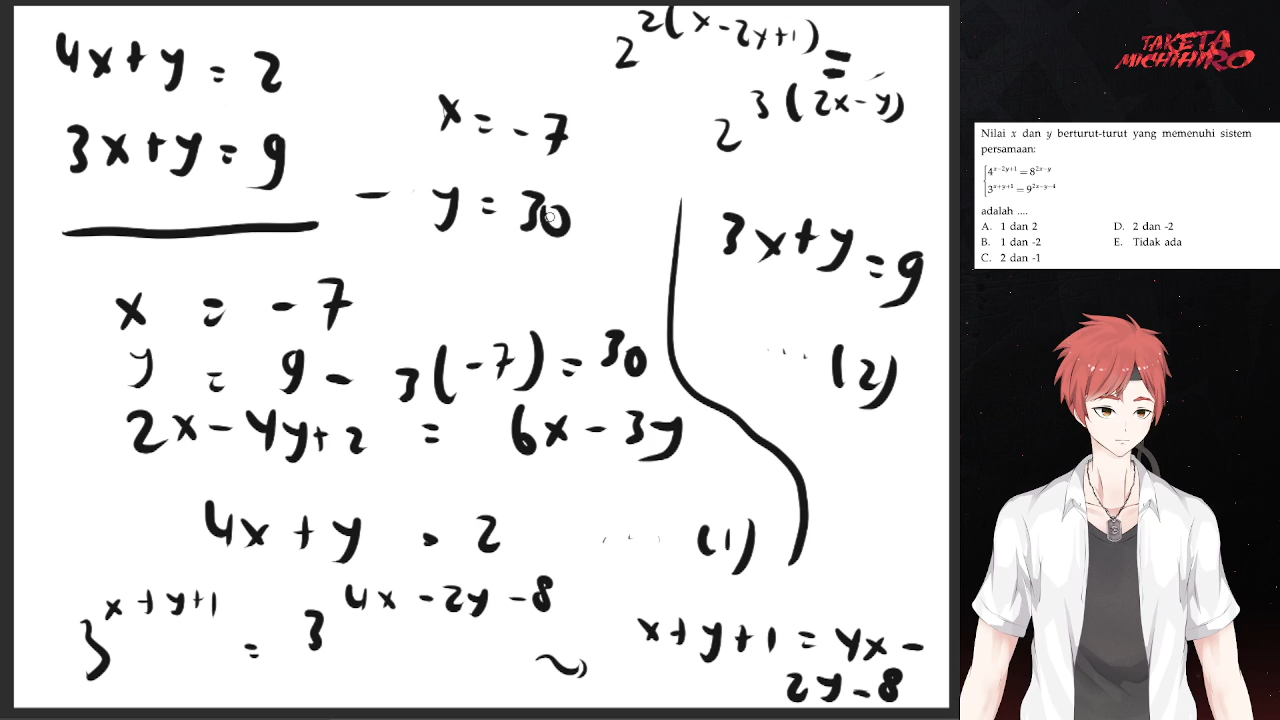 4x+y = 2
3x+y = 9
x = -7
- y = 30
x = -7
y = 9 - 3(-7) = 30
2x-4y+2 = 6x-3y
4x+y = 2 ... (1)
3^{x+y+1} = 3^{4x-2y-8} ~
2^{2(x-2y+1)} =
2^{3(2x-y)}
3x+y=9
... (2)
x+y+1 = 4x-
2y-8
TAKETA
MICHIHIRO
Nilai x dan y berturut-turut yang memenuhi sistem
persamaan:
4^{x-2y+1} = 8^{2x-y}
3^{x+y+1} = 9^{2x-y-4}
adalah ....
A. 1 dan 2
B. 1 dan -2
C. 2 dan -1
D. 2 dan -2
E. Tidak ada